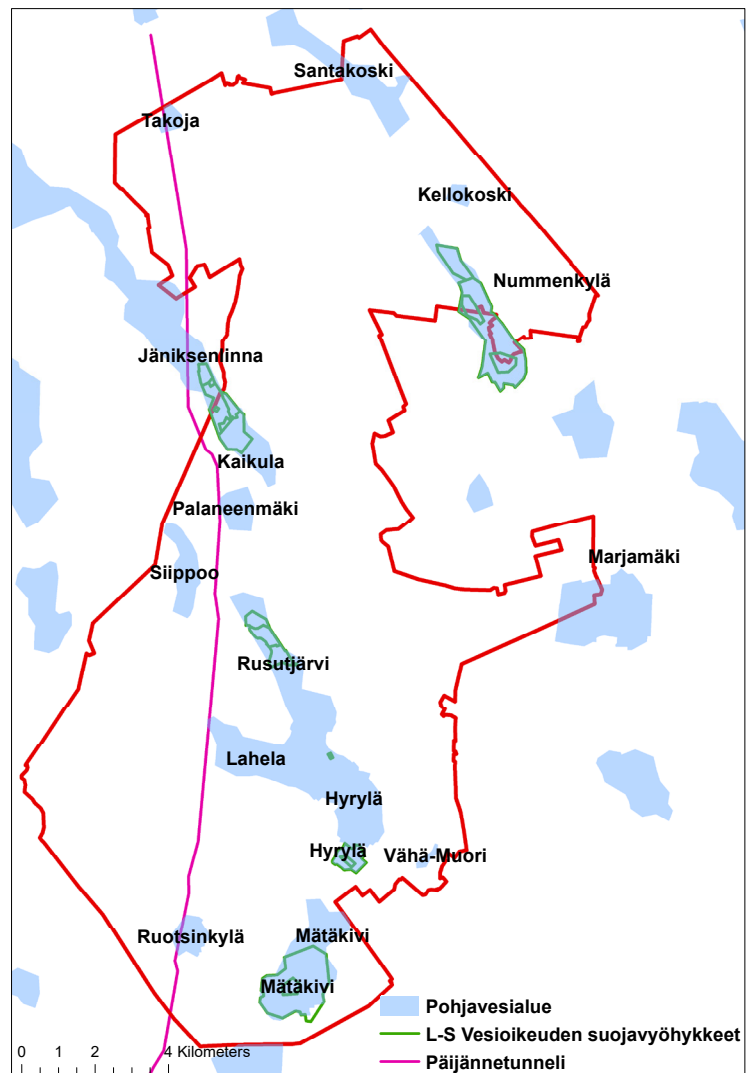 Santakoski
Takoja
Kellokoski
Nummenkylä
Jäniksenlinna
Kaikula
Palaneenmäki
Marjamäki
Siippoo
Rusutjärvi
Lahela
Hyrylä
Hyrylä
Vähä-Muori
Ruotsinkylä
Mätäkivi
Mätäkivi
Pohjavesialue
L-S Vesioikeuden suojavyöhykkeet
Päijännetunneli
0 1 2 4 Kilometers